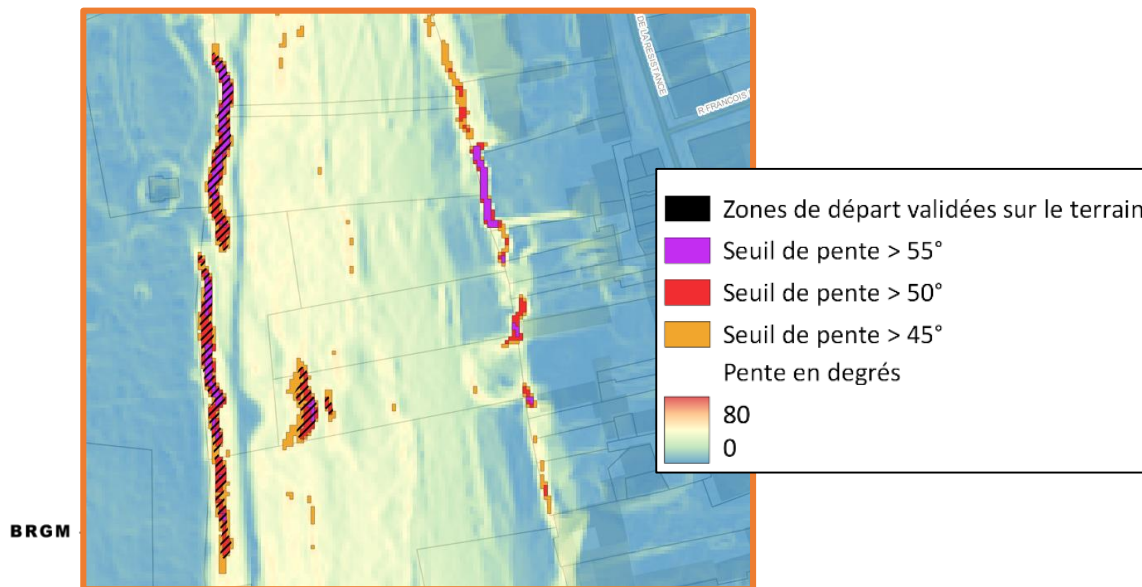 DE LA RESISTANCE
R FRANCOIS
Zones de départ validées sur le terrain
Seuil de pente > 55°
Seuil de pente > 50°
Seuil de pente > 45°
Pente en degrés
80
0
BRGM